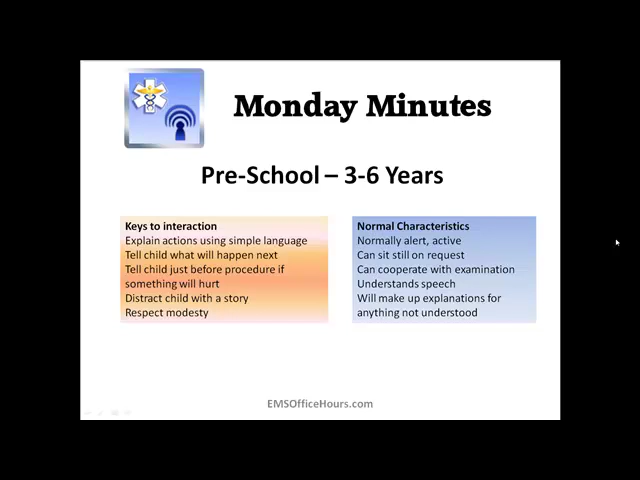 Monday Minutes
Pre-School – 3-6 Years
Keys to interaction
Explain actions using simple language
Tell child what will happen next
Tell child just before procedure if
something will hurt
Distract child with a story
Respect modesty
Normal Characteristics
Normally alert, active
Can sit still on request
Can cooperate with examination
Understands speech
Will make up explanations for
anything not understood
EMSOfficeHours.com